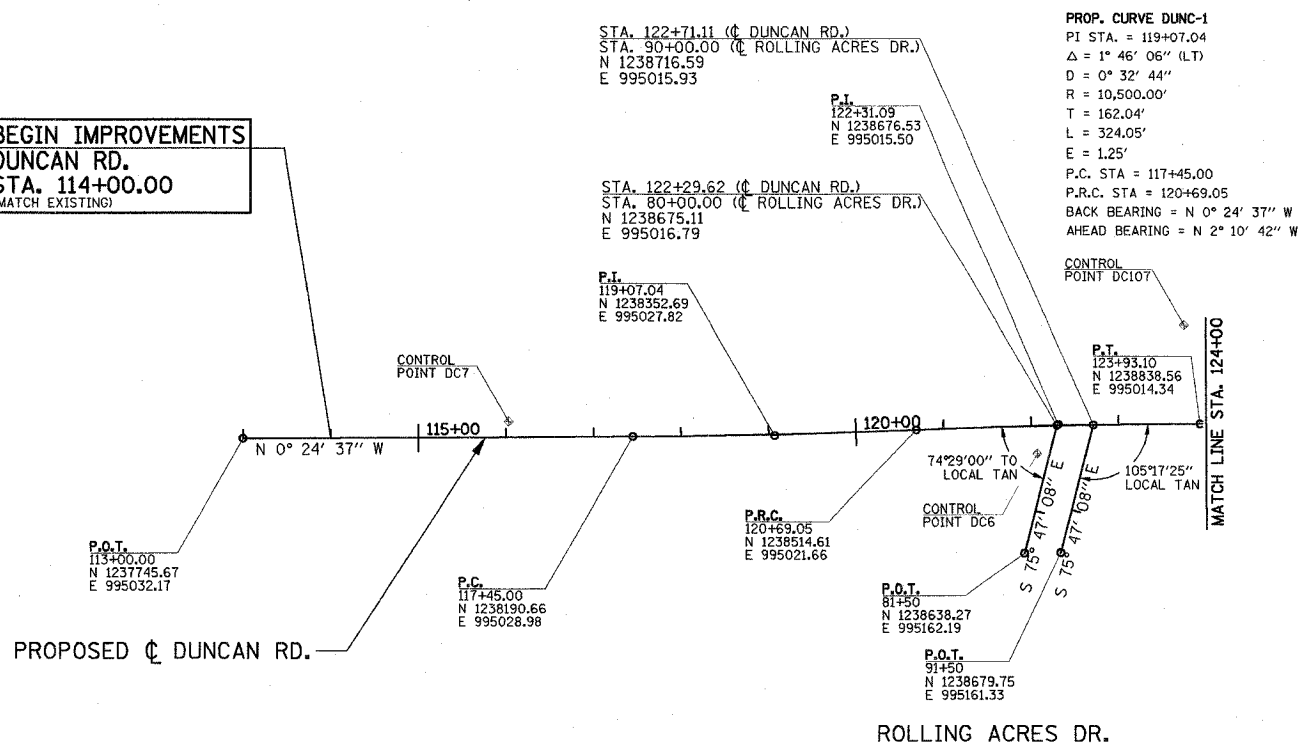 STA. 122+71.11 (℄ DUNCAN RD.)
STA. 90+00.00 (℄ ROLLING ACRES DR.)
N 1238716.59
E 995015.93
PROP. CURVE DUNC-1
PI STA. = 119+07.04
Δ = 1° 46' 06" (LT)
D = 0° 32' 44"
R = 10,500.00'
T = 162.04'
L = 324.05'
E = 1.25'
P.C. STA = 117+45.00
P.R.C. STA = 120+69.05
BACK BEARING = N 0° 24' 37" W
AHEAD BEARING = N 2° 10' 42" W
P.I.
122+31.09
N 1238676.53
E 995015.50
BEGIN IMPROVEMENTS
DUNCAN RD.
STA. 114+00.00
(MATCH EXISTING)
STA. 122+29.62 (℄ DUNCAN RD.)
STA. 80+00.00 (℄ ROLLING ACRES DR.)
N 1238675.11
E 995016.79
P.I.
119+07.04
N 1238352.69
E 995027.82
CONTROL
POINT DC107
CONTROL
POINT DC7
P.T.
123+93.10
N 1238838.56
E 995014.34
MATCH LINE STA. 124+00
115+00
120+00
N 0° 24' 37" W
74°29'00" TO
LOCAL TAN
105°17'25"
LOCAL TAN
S 75° 47' 08" E
S 75° 47' 08" E
CONTROL
POINT DC6
P.R.C.
120+69.05
N 1238514.61
E 995021.66
P.O.T.
113+00.00
N 1237745.67
E 995032.17
P.C.
117+45.00
N 1238190.66
E 995028.98
P.O.T.
81+50
N 1238638.27
E 995162.19
PROPOSED ℄ DUNCAN RD.
P.O.T.
91+50
N 1238679.75
E 995161.33
ROLLING ACRES DR.